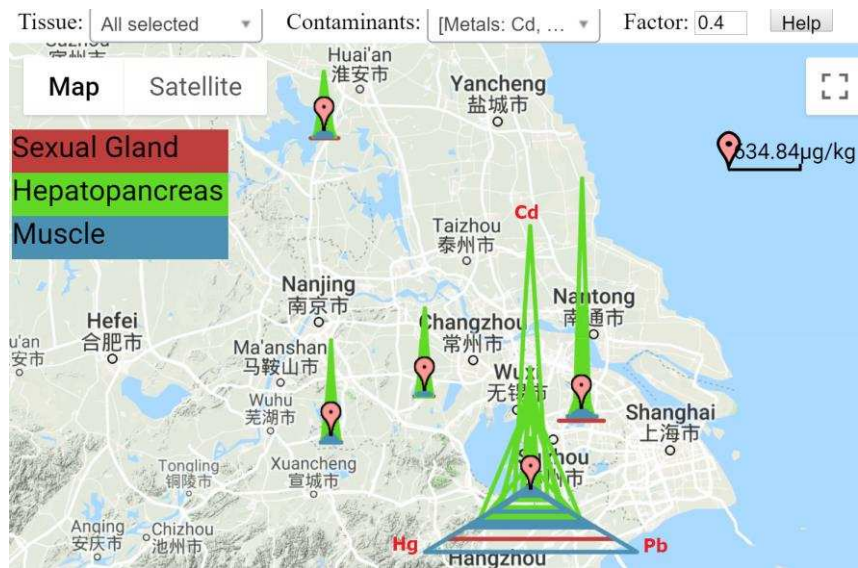 Tissue: All selected Contaminants: [Metals: Cd, ... Factor: 0.4 Help
Map Satellite
Huai'an
淮安市
Yancheng
盐城市
Sexual Gland
Hepatopancreas
Muscle
634.84µg/kg
Cd
Taizhou
泰州市
Nanjing
南京市
Nantong
南通市
Hefei
合肥市
Changzhou
常州市
Ma'anshan
马鞍山市
Wuhu
芜湖市
Wuxi
无锡市
Shanghai
上海市
Suzhou
苏州市
Tongling
铜陵市
Xuancheng
宣城市
Anqing
安庆市
Chizhou
池州市
Hg
Pb
Hangzhou